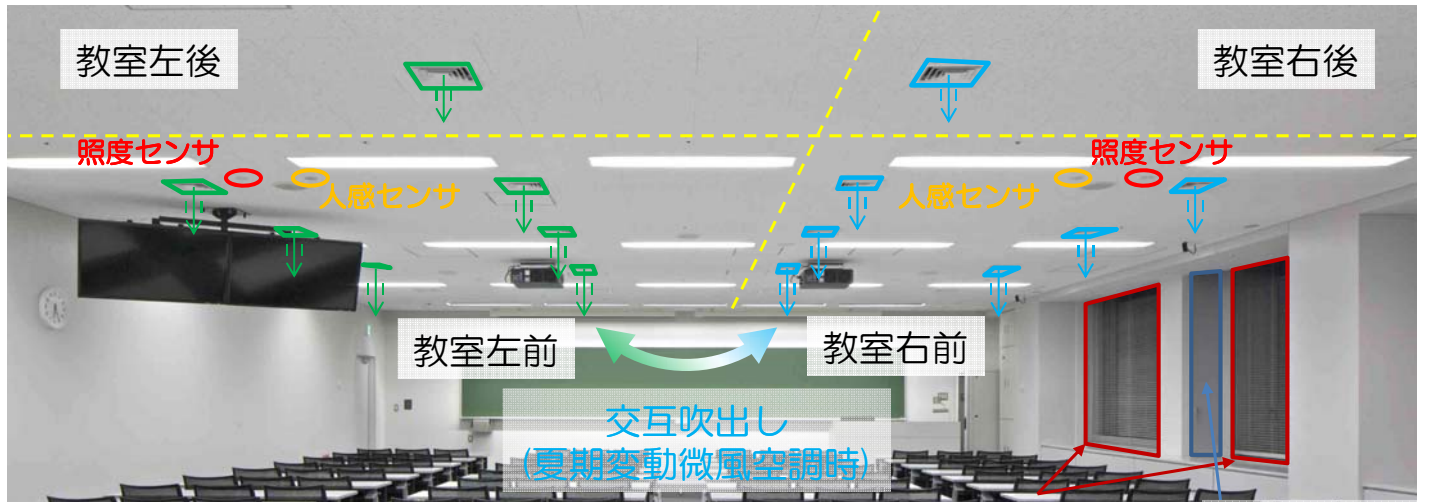 教室左後
教室右後
照度センサ
照度センサ
人感センサ
人感センサ
教室左前
教室右前
交互吹出し
(夏期変動微風空調時)